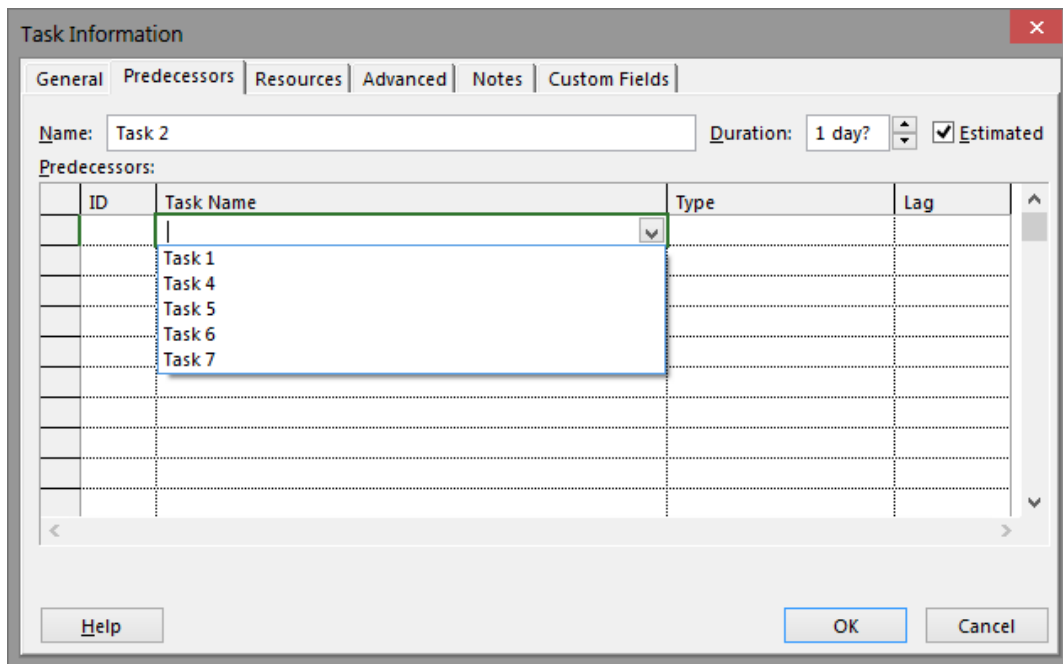 Task Information
General Predecessors Resources Advanced Notes Custom Fields
Name: Task 2 Duration: 1 day? Estimated
Predecessors:
ID Task Name Type Lag
Task 1
Task 4
Task 5
Task 6
Task 7
Help OK Cancel